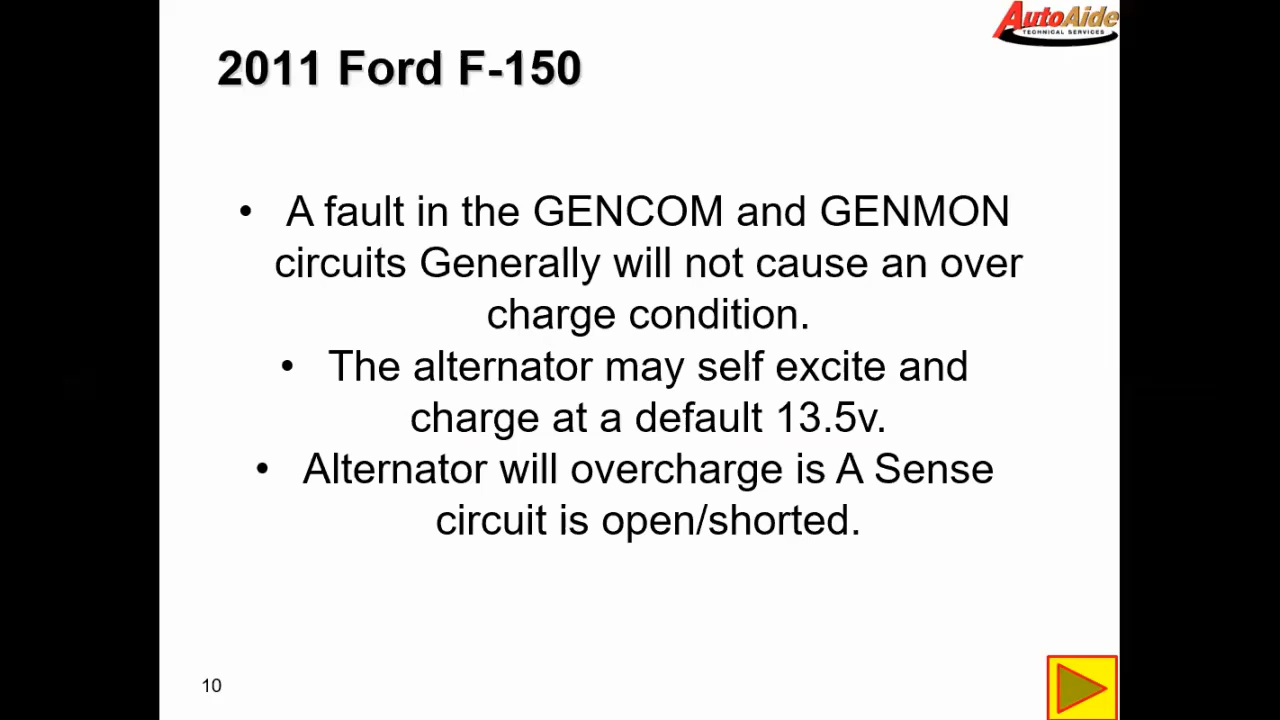 AutoAide
TECHNICAL SERVICES
2011 Ford F-150
• A fault in the GENCOM and GENMON
circuits Generally will not cause an over
charge condition.
• The alternator may self excite and
charge at a default 13.5v.
• Alternator will overcharge is A Sense
circuit is open/shorted.
10